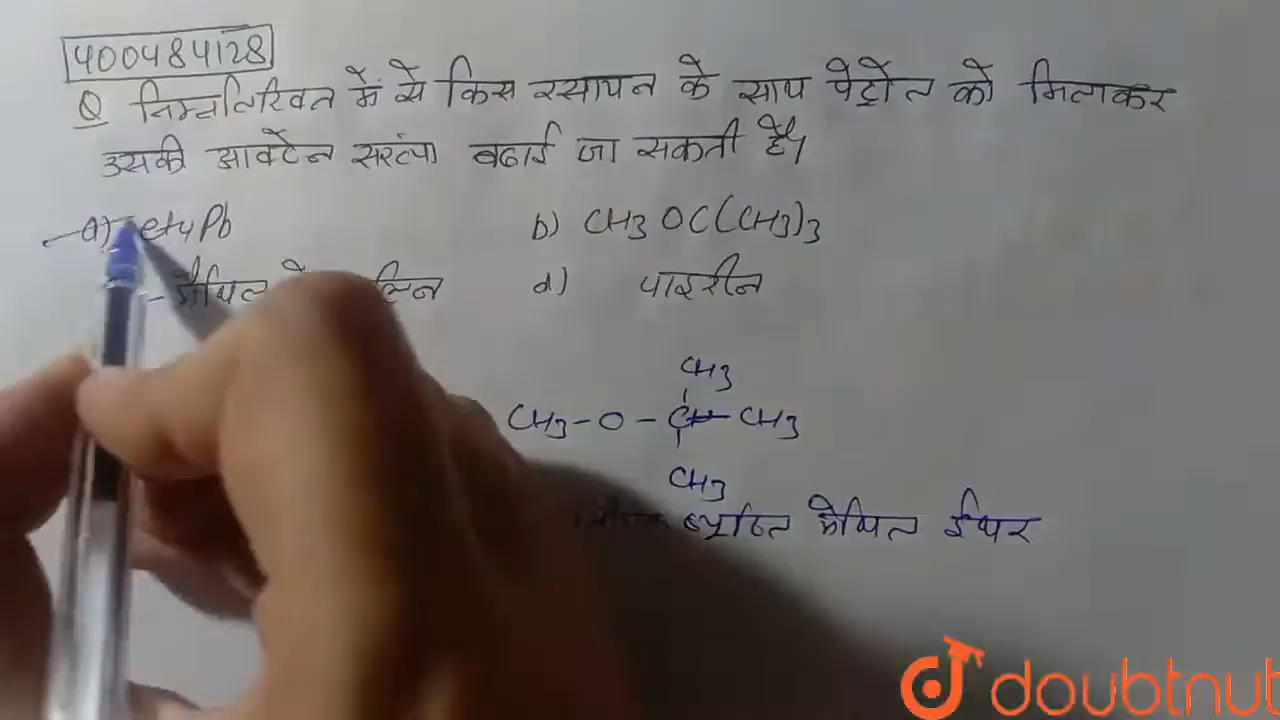 400484128
Q निम्नलिखित में से किस रसायन के साथ पेट्रोल को मिलाकर
उसकी आक्टेन सरंत्या बढाई जा सकती है।
a) et4Pb b) CH3OC(CH3)3
मैथिल d) पाइरीन
CH3
CH3-O-C-CH3
CH3
ब्यूटिल मेथिल ईथर
doubtnut